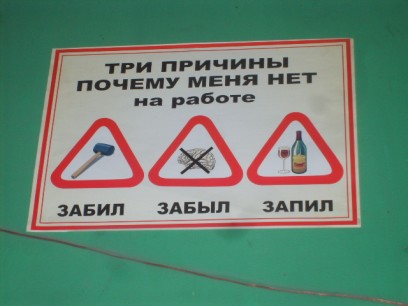 ТРИ ПРИЧИНЫ
ПОЧЕМУ МЕНЯ НЕТ
на работе
ЗАБИЛ ЗАБЫЛ ЗАПИЛ